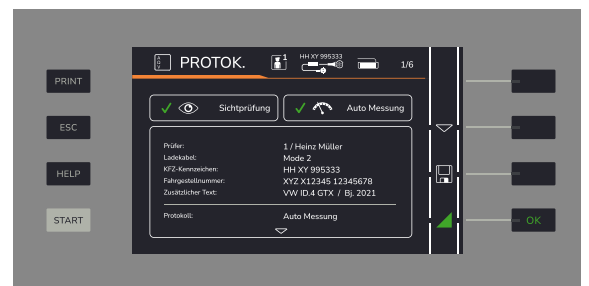 PROTOK.
1
HH XY 995333
1/6
PRINT
ESC
HELP
START
Sichtprüfung
Auto Messung
Prüfer: 1 / Heinz Müller
Ladekabel: Mode 2
KFZ-Kennzeichen: HH XY 995333
Fahrgestellnummer: XYZ X12345 12345678
Zusätzlicher Text: VW ID.4 GTX / Bj. 2021
Protokoll: Auto Messung
OK